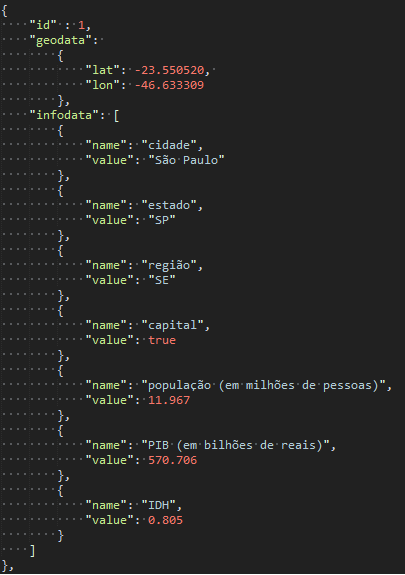 {
    "id" : 1,
    "geodata":
        {
            "lat": -23.550520,
            "lon": -46.633309
        },
    "infodata": [
        {
            "name": "cidade",
            "value": "São Paulo"
        },
        {
            "name": "estado",
            "value": "SP"
        },
        {
            "name": "região",
            "value": "SE"
        },
        {
            "name": "capital",
            "value": true
        },
        {
            "name": "população (em milhões de pessoas)",
            "value": 11.967
        },
        {
            "name": "PIB (em bilhões de reais)",
            "value": 570.706
        },
        {
            "name": "IDH",
            "value": 0.805
        }
    ]
},